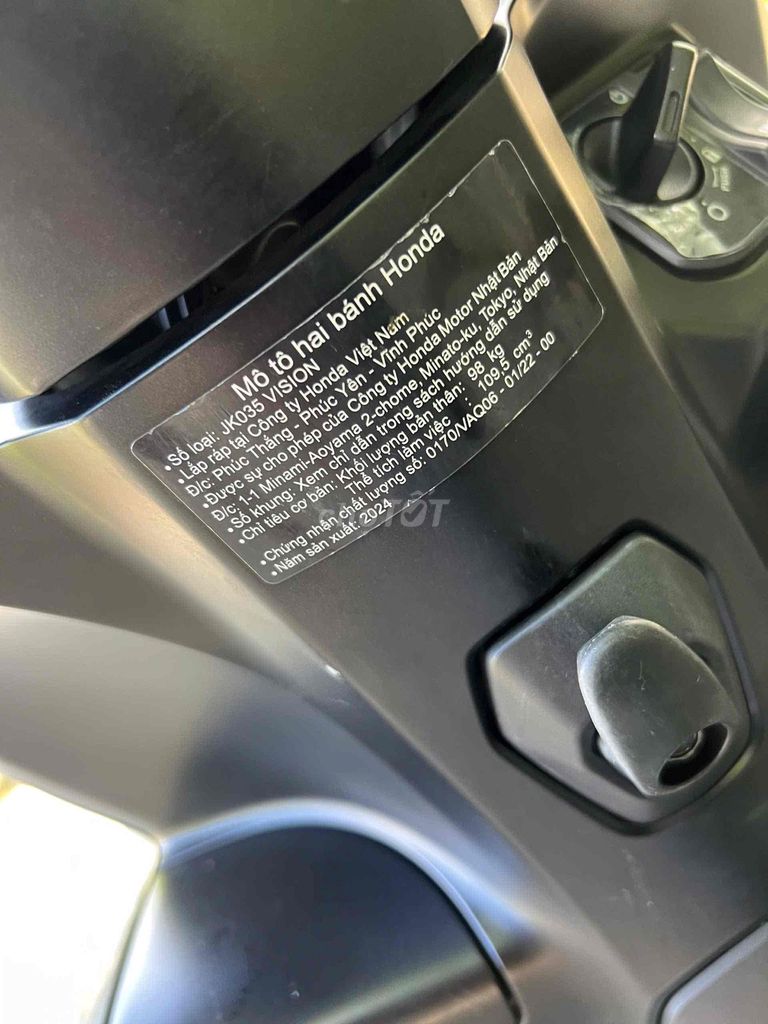 Mô tô hai bánh Honda
•Số loại: JK035 VISION
•Lắp ráp tại Công ty Honda Việt Nam
Đ/c: Phúc Thắng - Phúc Yên - Vĩnh Phúc
•Được sự cho phép của Công ty Honda Motor Nhật Bản
Đ/c: 1-1 Minami-Aoyama 2-chome, Minato-ku, Tokyo, Nhật Bản
•Số khung: Xem chỉ dẫn trong sách hướng dẫn sử dụng
•Chỉ tiêu cơ bản: Khối lượng bản thân: 98 kg
Thể tích làm việc : 109,5 cm³
•Chứng nhận chất lượng số: 0170/VAQ06 - 01/22 - 00
•Năm sản xuất: 2024
PUSH